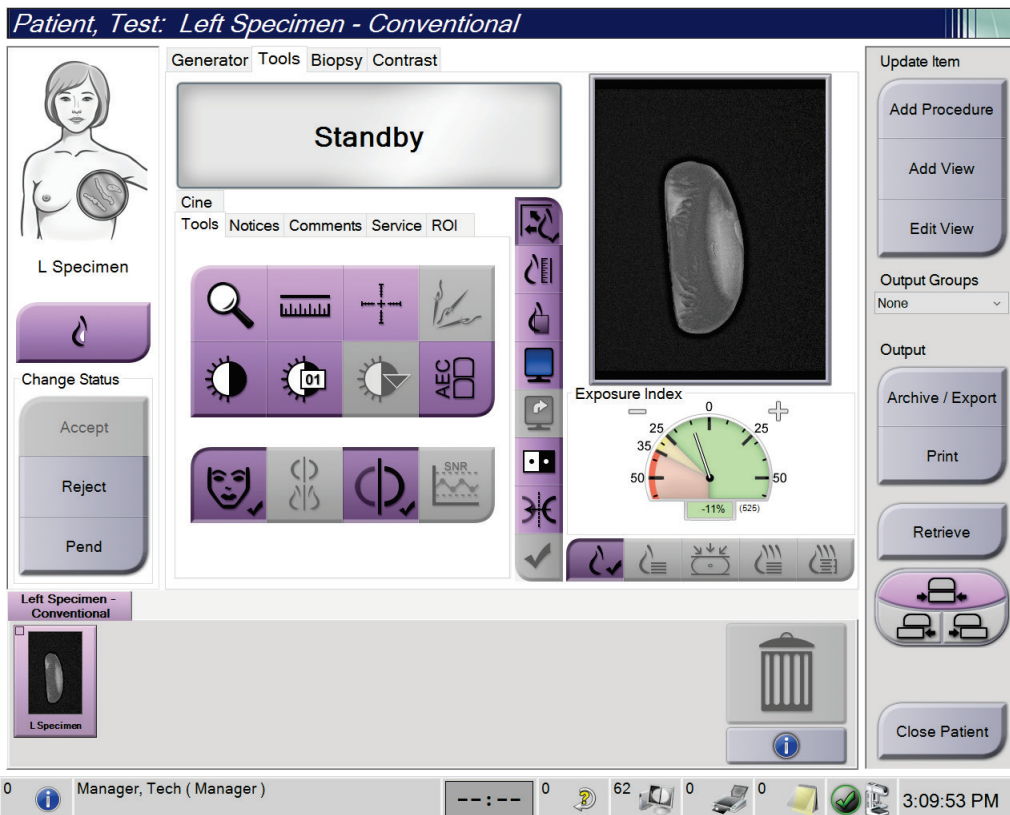 Patient, Test: Left Specimen - Conventional
Generator Tools Biopsy Contrast
Standby
Cine
Tools Notices Comments Service ROI
01
AEC
SNR
L Specimen
Change Status
Accept
Reject
Pend
Exposure Index
0
25 25
35
50 50
-11% (525)
Update Item
Add Procedure
Add View
Edit View
Output Groups
None
Output
Archive / Export
Print
Retrieve
Close Patient
Left Specimen -
Conventional
L Specimen
0 Manager, Tech ( Manager ) --:-- 0 62 0 0 3:09:53 PM